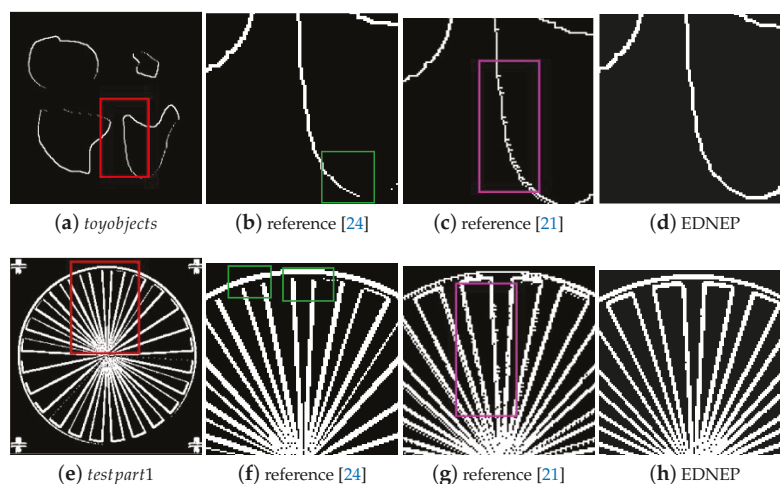 (a) toyobjects (b) reference [24] (c) reference [21] (d) EDNEP
(e) testpart1 (f) reference [24] (g) reference [21] (h) EDNEP